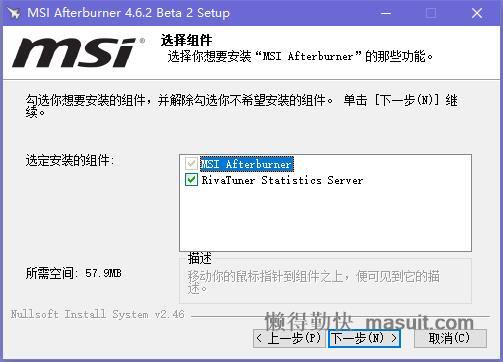 MSI Afterburner 4.6.2 Beta 2 Setup
msi
选择组件
选择你想要安装“MSI Afterburner”的那些功能。
勾选你想要安装的组件，并解除勾选你不希望安装的组件。 单击 [下一步(N)] 继
续。
选定安装的组件:
MSI Afterburner
RivaTuner Statistics Server
描述
移动你的鼠标指针到组件之上，便可见到它的描
述。
所需空间: 57.9MB
Nullsoft Install System v2.46
懒得勤快 masuit.com
< 上一步(P)
下一步(N) >
取消(C)